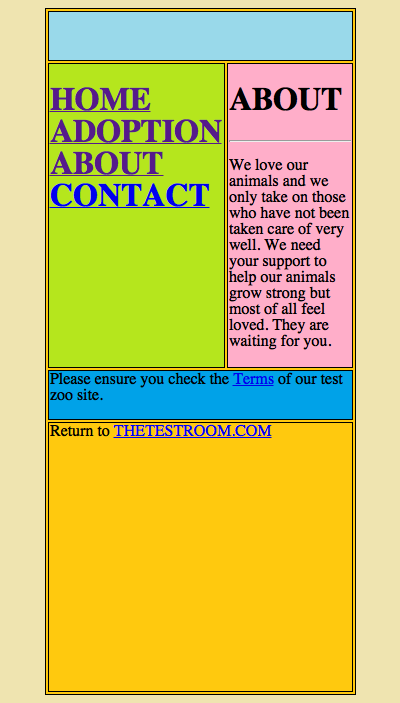 HOME
ADOPTION
ABOUT
CONTACT
ABOUT
We love our
animals and we
only take on those
who have not been
taken care of very
well. We need
your support to
help our animals
grow strong but
most of all feel
loved. They are
waiting for you.
Please ensure you check the Terms of our test
zoo site.
Return to THETESTROOM.COM